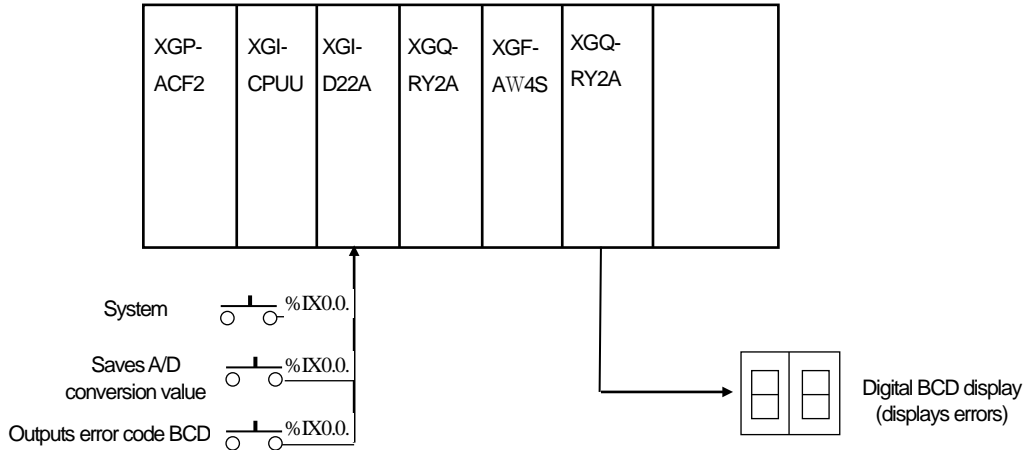 XGP-
ACF2
XGI-
CPUU
XGI-
D22A
XGQ-
RY2A
XGF-
AW4S
XGQ-
RY2A
System
%IX0.0.
Saves A/D
conversion value
%IX0.0.
Outputs error code BCD
%IX0.0.
Digital BCD display
(displays errors)